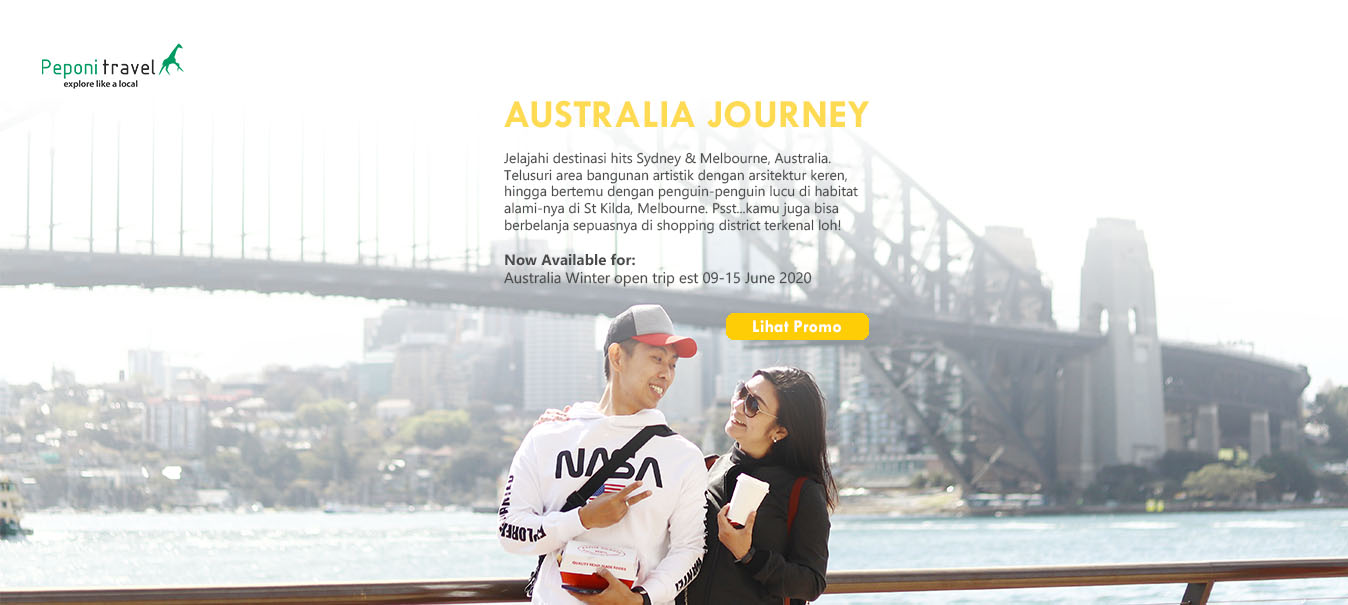 Peponi travel
explore like a local
AUSTRALIA JOURNEY
Jelajahi destinasi hits Sydney & Melbourne, Australia.
Telusuri area bangunan artistik dengan arsitektur keren,
hingga bertemu dengan penguin-penguin lucu di habitat
alami-nya di St Kilda, Melbourne. Psst...kamu juga bisa
berbelanja sepuasnya di shopping district terkenal loh!
Now Available for:
Australia Winter open trip est 09-15 June 2020
Lihat Promo
NASA